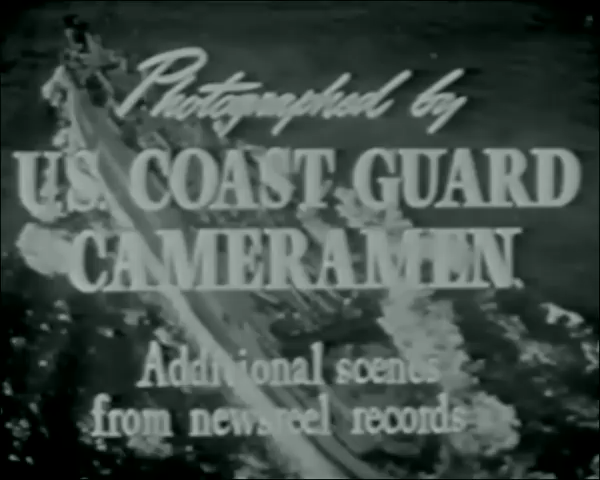 Photographed by
U.S. COAST GUARD
CAMERAMEN
Additional scenes
from newsreel records